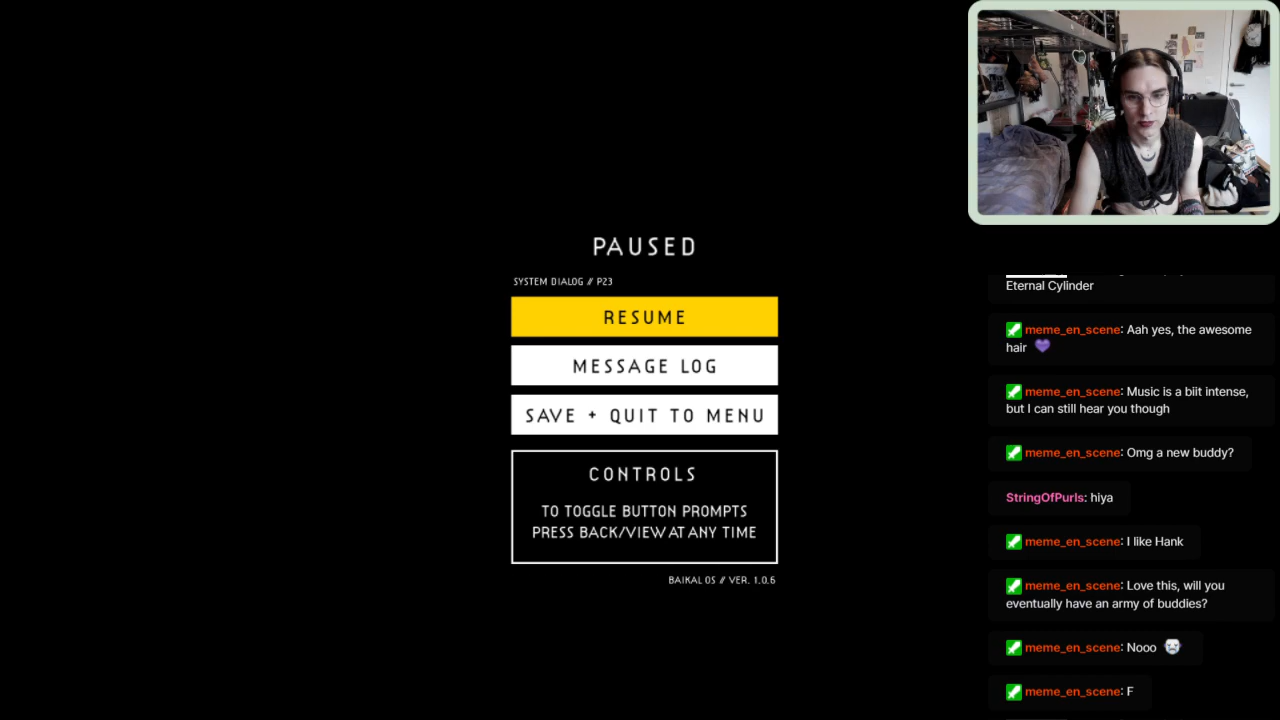 PAUSED
SYSTEM DIALOG // P23
RESUME
MESSAGE LOG
SAVE + QUIT TO MENU
CONTROLS
TO TOGGLE BUTTON PROMPTS
PRESS BACK/VIEW AT ANY TIME
BAIKAL OS // VER. 1.0.6
Eternal Cylinder
meme_en_scene: Aah yes, the awesome
hair
meme_en_scene: Music is a biit intense,
but I can still hear you though
meme_en_scene: Omg a new buddy?
StringOfPurls: hiya
meme_en_scene: I like Hank
meme_en_scene: Love this, will you
eventually have an army of buddies?
meme_en_scene: Nooo
meme_en_scene: F